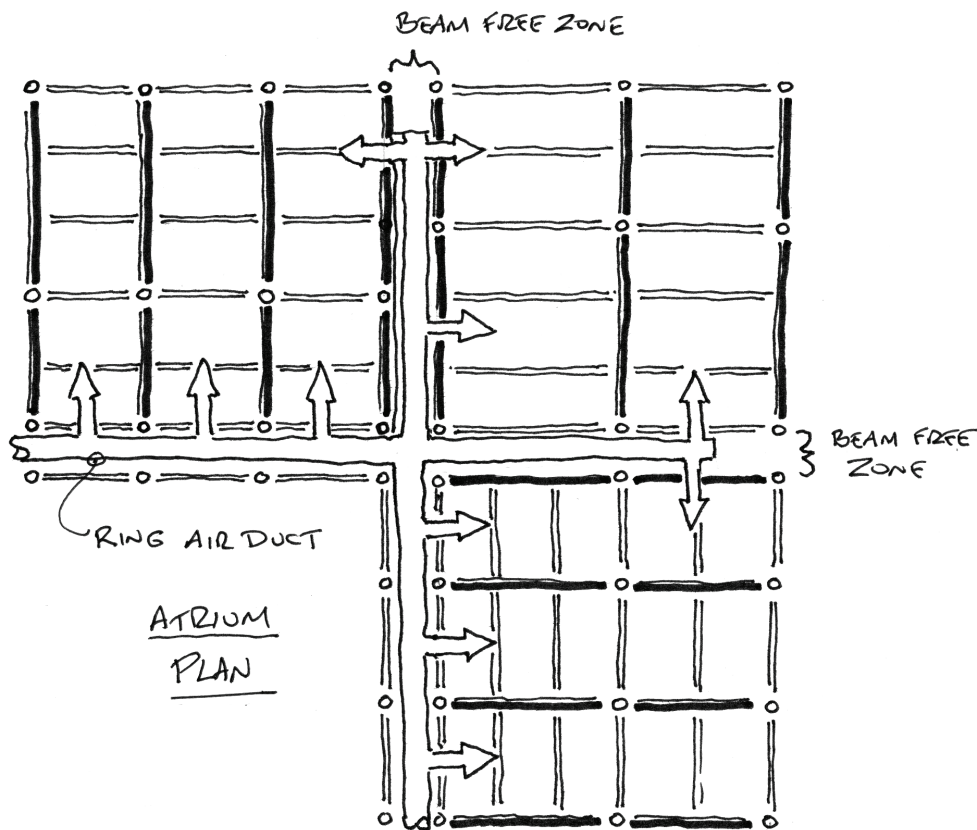 BEAM FREE ZONE
BEAM FREE
ZONE
RING AIR DUCT
ATRIUM
PLAN